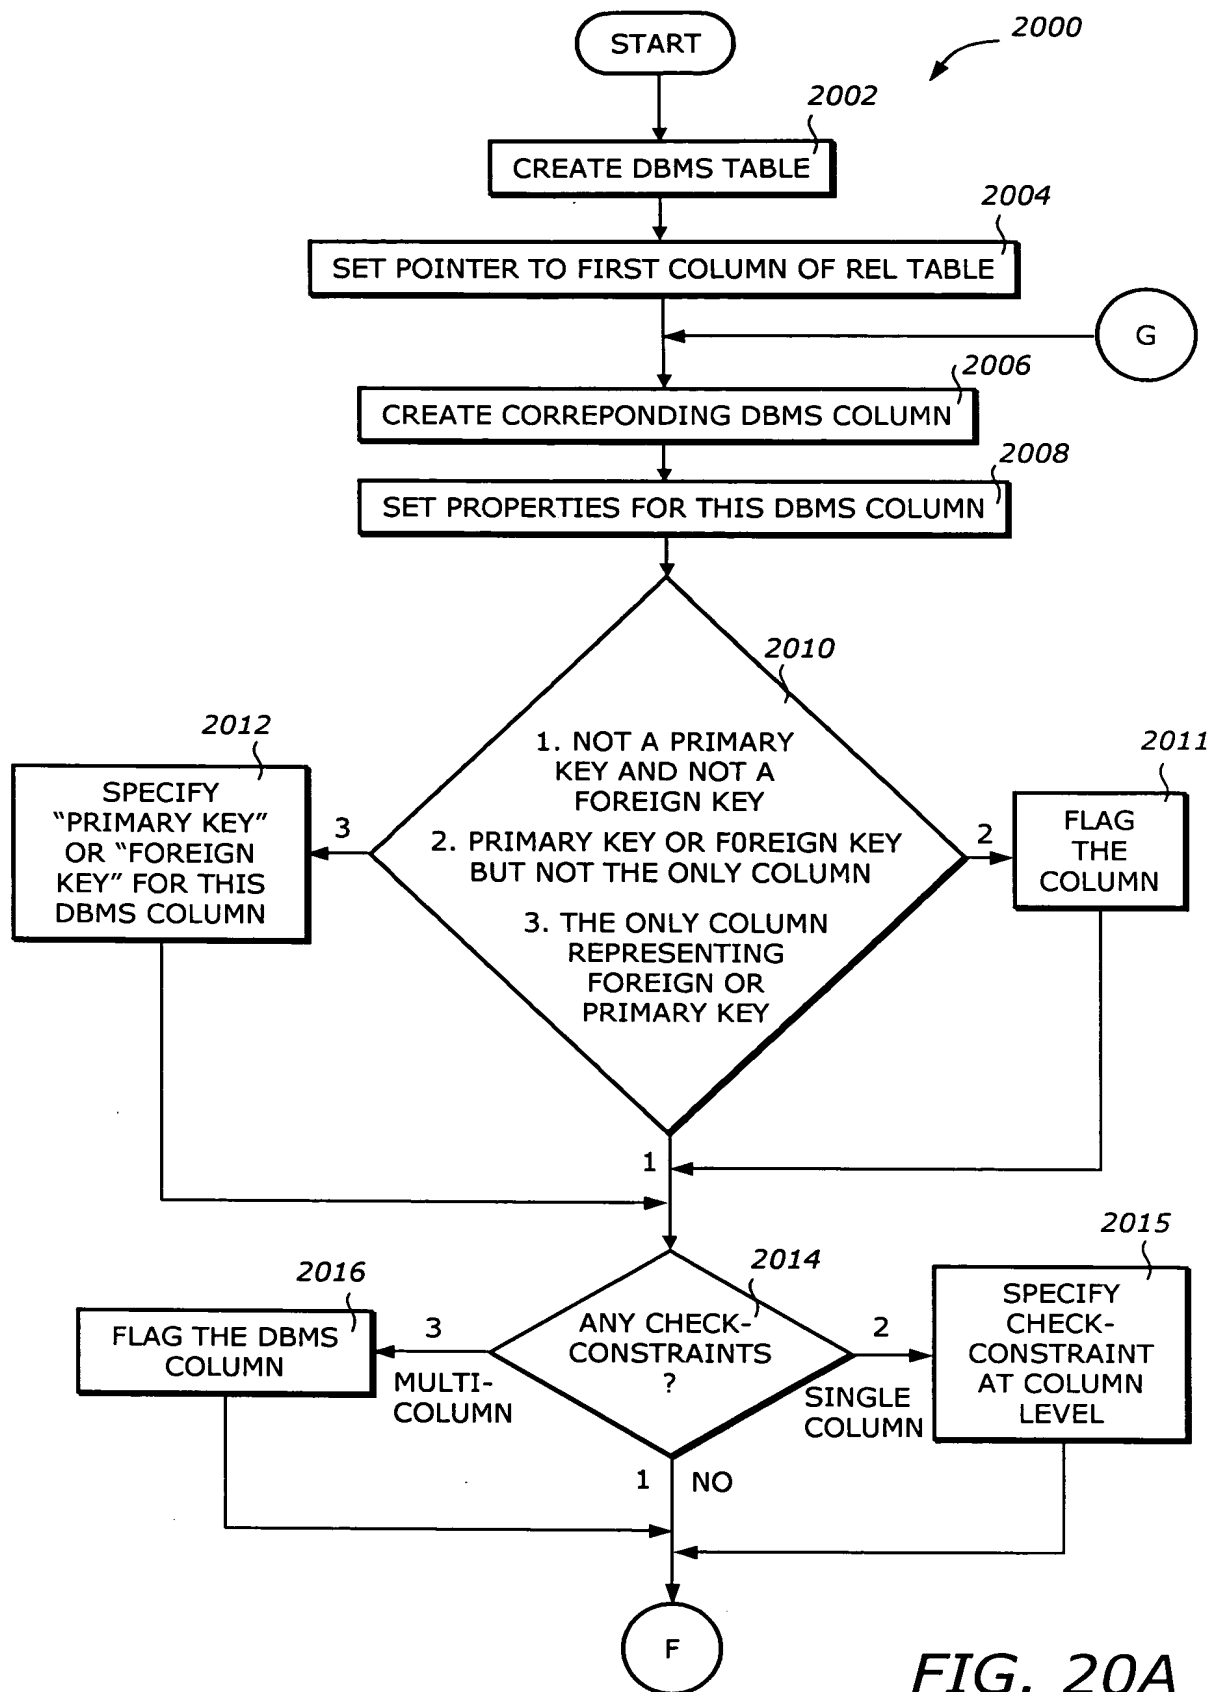 START
2000
2002
CREATE DBMS TABLE
2004
SET POINTER TO FIRST COLUMN OF REL TABLE
G
2006
CREATE CORREPONDING DBMS COLUMN
2008
SET PROPERTIES FOR THIS DBMS COLUMN
2010
1. NOT A PRIMARY
KEY AND NOT A
FOREIGN KEY
2. PRIMARY KEY OR FOREIGN KEY
BUT NOT THE ONLY COLUMN
3. THE ONLY COLUMN
REPRESENTING
FOREIGN OR
PRIMARY KEY
2012
SPECIFY
“PRIMARY KEY”
OR “FOREIGN
KEY” FOR THIS
DBMS COLUMN
3
2
2011
FLAG
THE
COLUMN
1
2014
ANY CHECK-
CONSTRAINTS
?
2016
FLAG THE DBMS
COLUMN
3
MULTI-
COLUMN
2
SINGLE
COLUMN
2015
SPECIFY
CHECK-
CONSTRAINT
AT COLUMN
LEVEL
1 NO
F
FIG. 20A